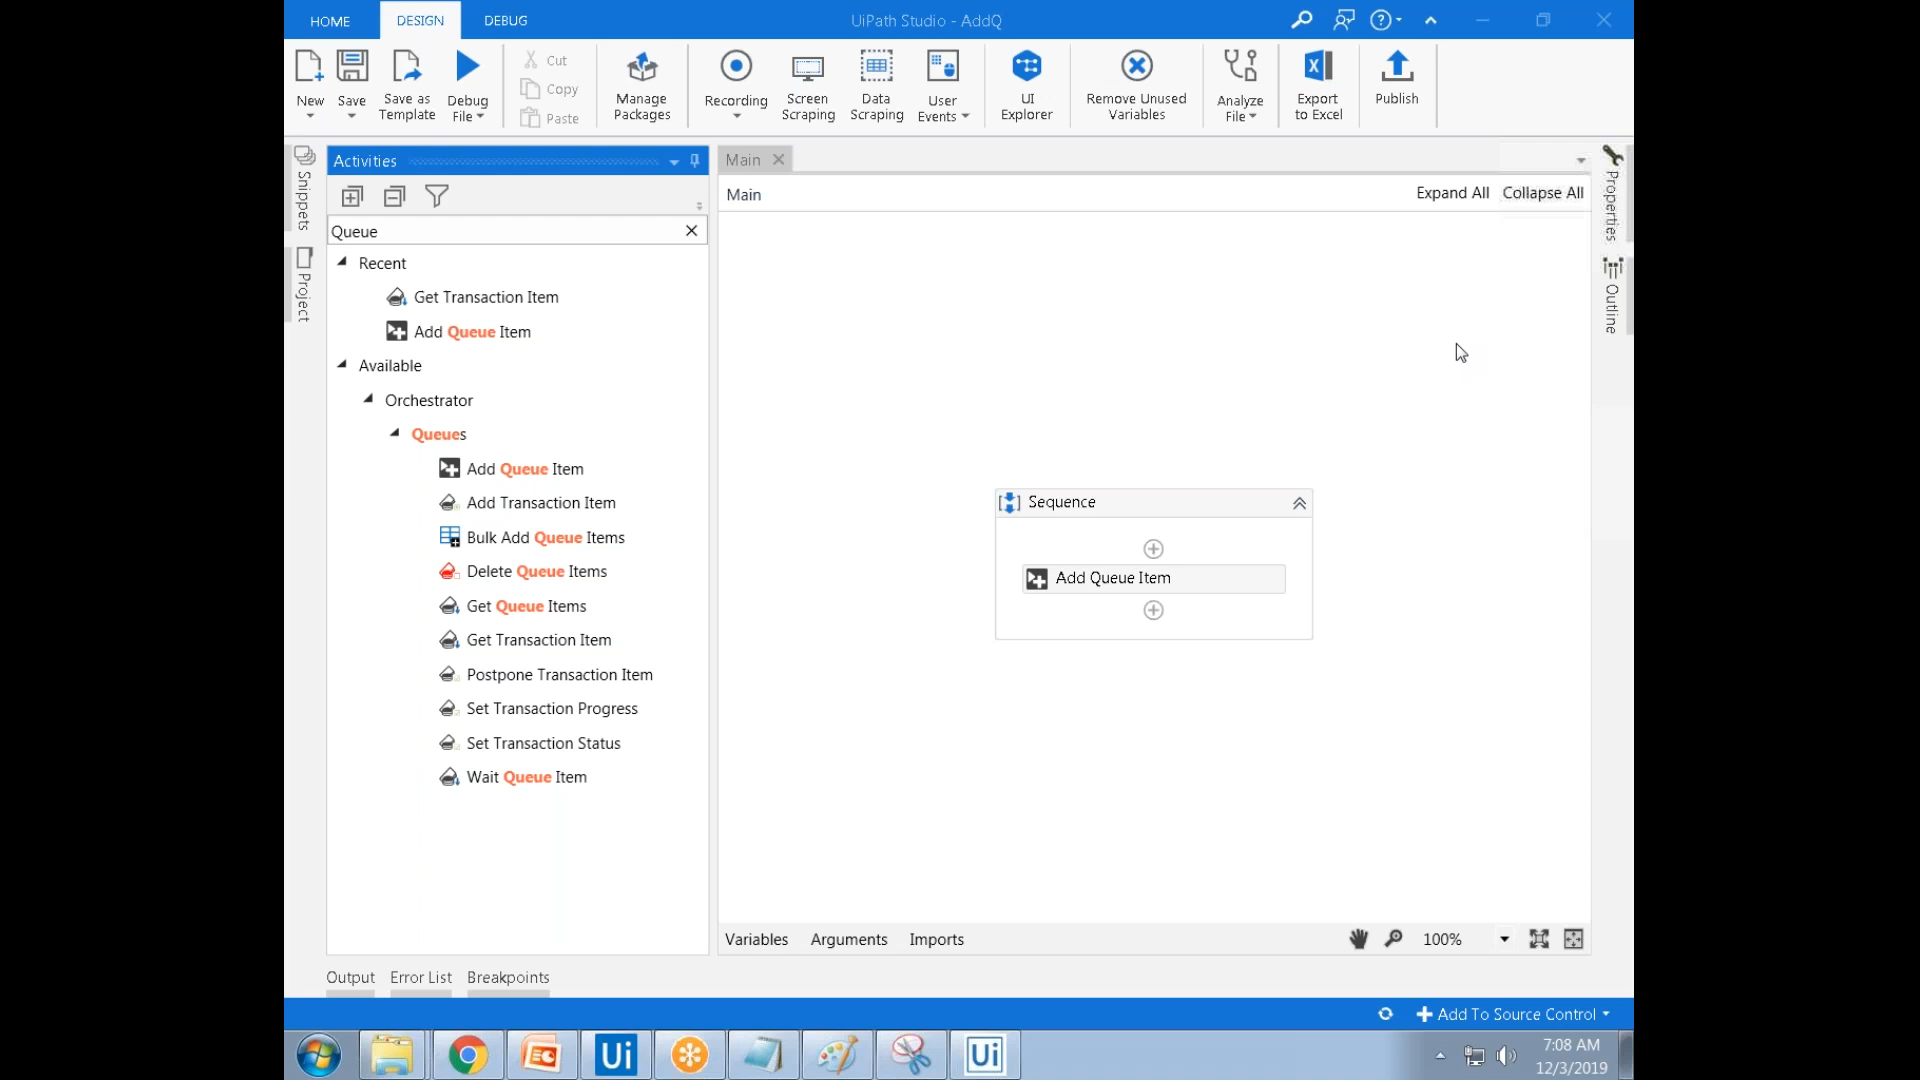 HOME
DESIGN
DEBUG
UiPath Studio - AddQ
New
Save
Save as
Template
Debug
File
Cut
Copy
Paste
Manage
Packages
Recording
Screen
Scraping
Data
Scraping
User
Events
UI
Explorer
Remove Unused
Variables
Analyze
File
Export
to Excel
Publish
Snippets
Project
Activities
Queue
Recent
Get Transaction Item
Add Queue Item
Available
Orchestrator
Queues
Add Queue Item
Add Transaction Item
Bulk Add Queue Items
Delete Queue Items
Get Queue Items
Get Transaction Item
Postpone Transaction Item
Set Transaction Progress
Set Transaction Status
Wait Queue Item
Main
Main
Expand All
Collapse All
Sequence
Add Queue Item
Properties
Outline
Variables
Arguments
Imports
100%
Output
Error List
Breakpoints
Add To Source Control
Ui
Ui
7:08 AM
12/3/2019